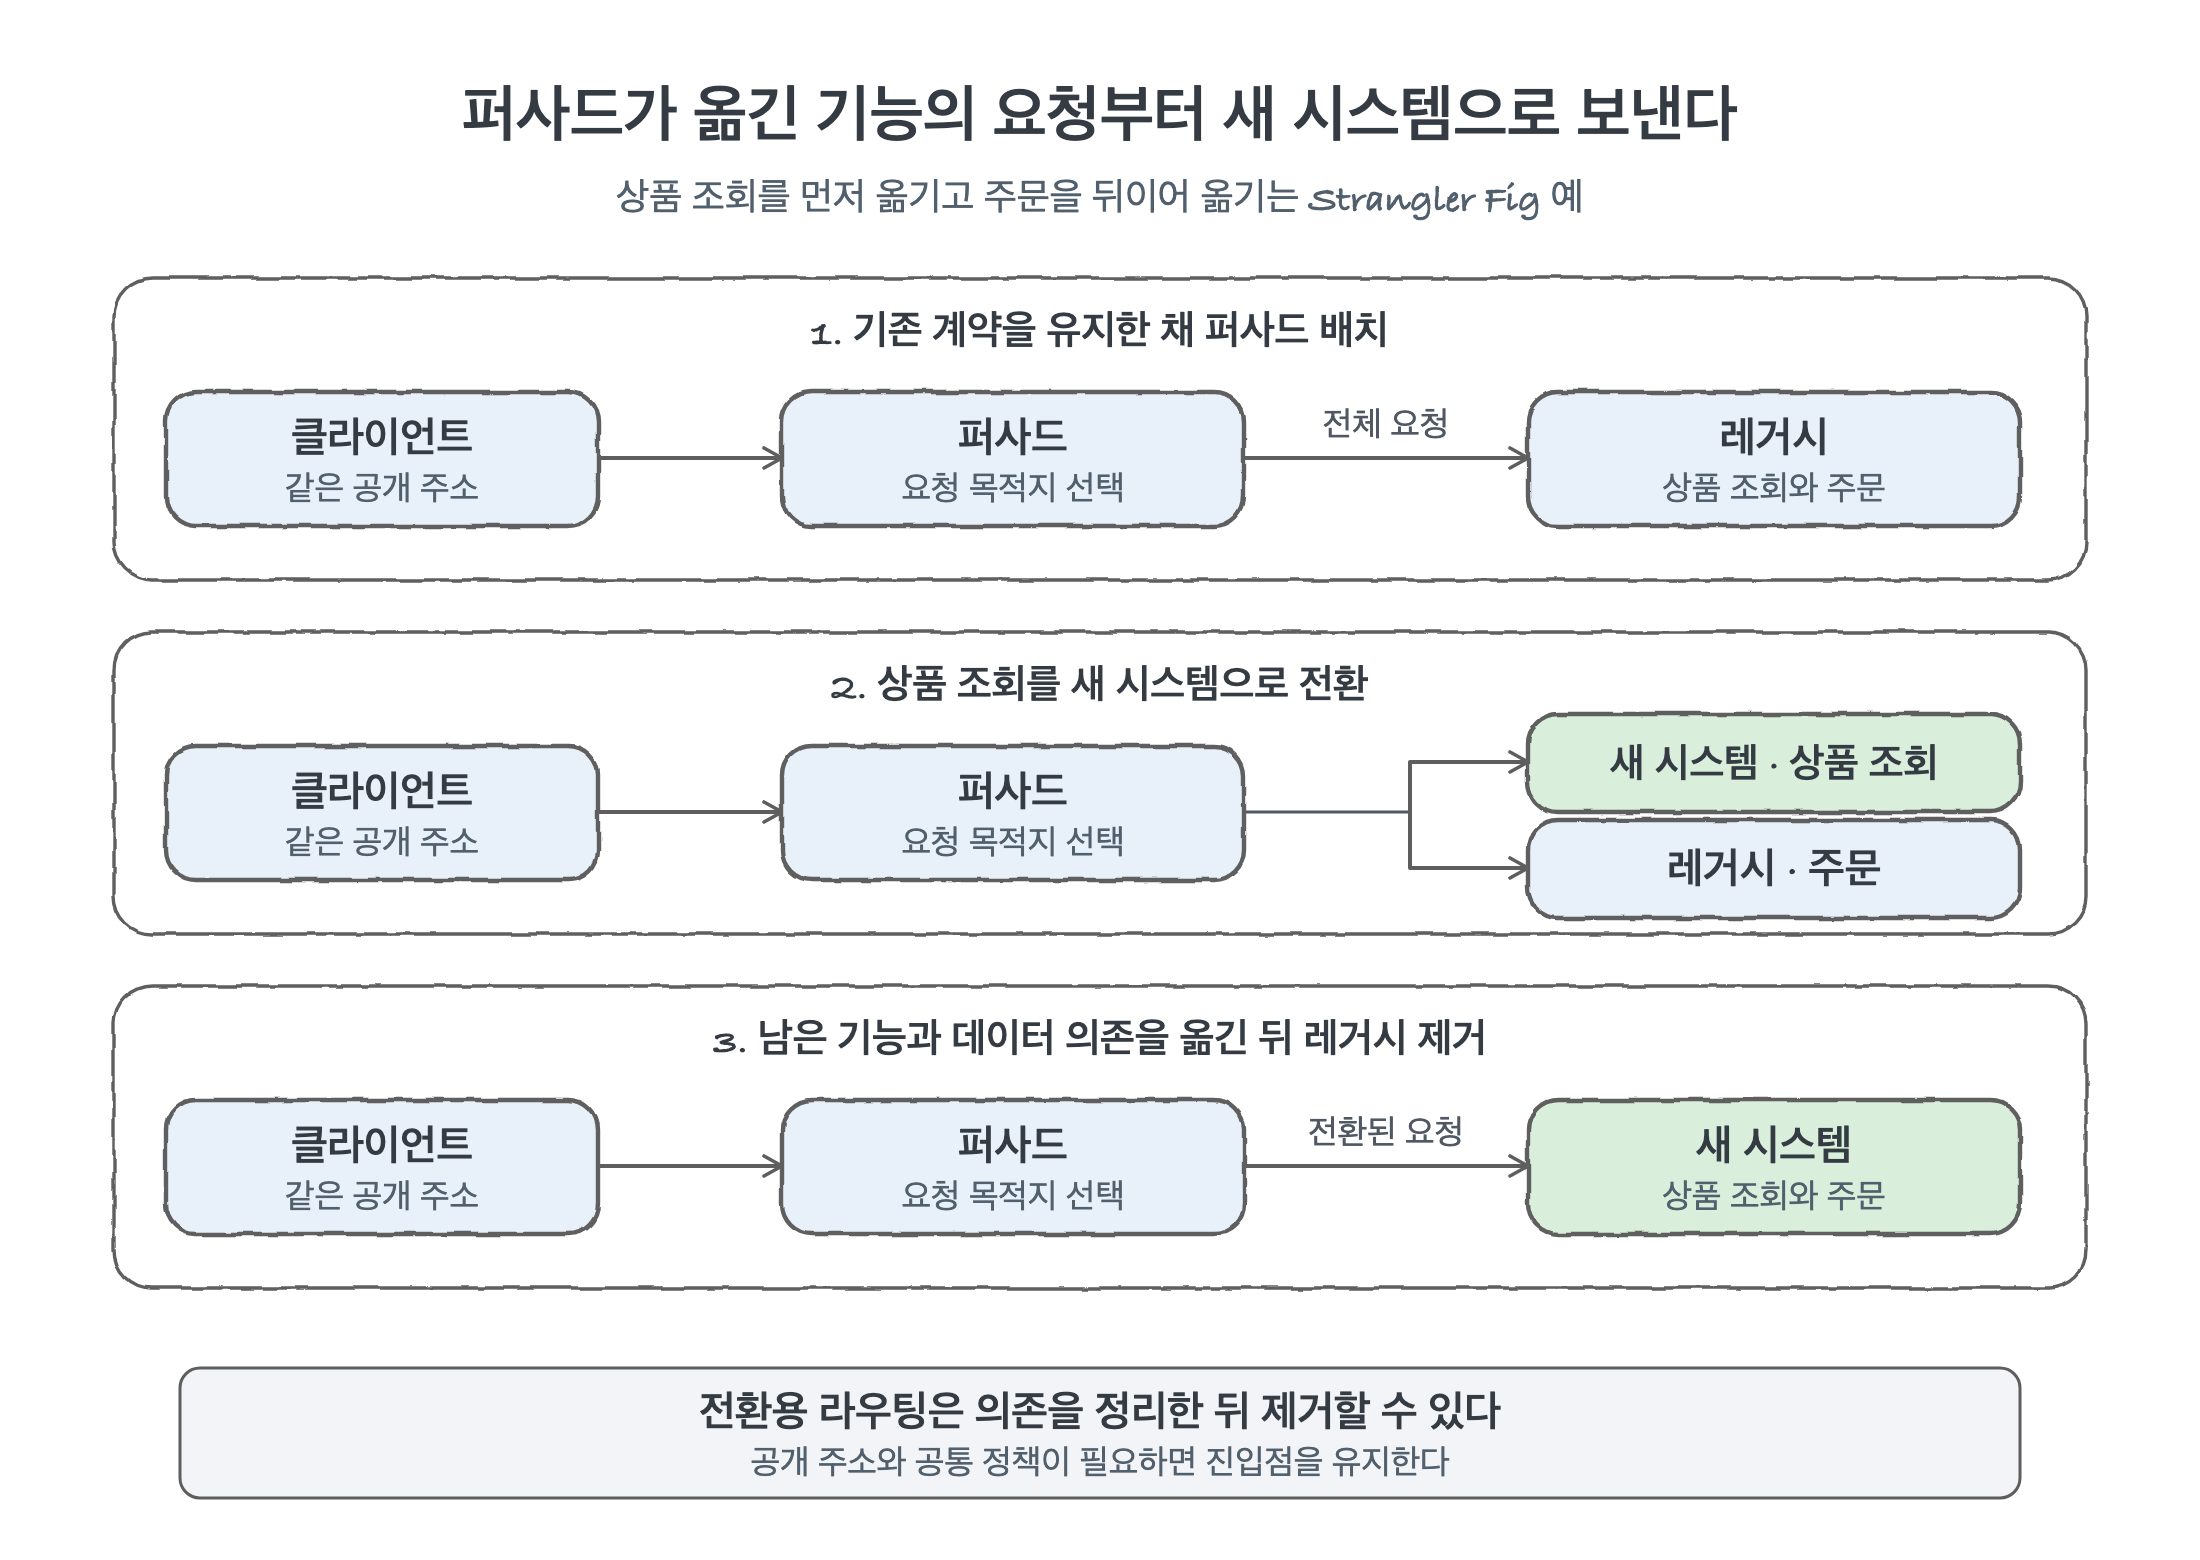 퍼사드가 옮긴 기능의 요청부터 새 시스템으로 보낸다
상품 조회를 먼저 옮기고 주문을 뒤이어 옮기는 Strangler Fig 예
1. 기존 계약을 유지한 채 퍼사드 배치
클라이언트
같은 공개 주소
퍼사드
요청 목적지 선택
전체 요청
레거시
상품 조회와 주문
2. 상품 조회를 새 시스템으로 전환
클라이언트
같은 공개 주소
퍼사드
요청 목적지 선택
새 시스템 · 상품 조회
레거시 · 주문
3. 남은 기능과 데이터 의존을 옮긴 뒤 레거시 제거
클라이언트
같은 공개 주소
퍼사드
요청 목적지 선택
전환된 요청
새 시스템
상품 조회와 주문
전환용 라우팅은 의존을 정리한 뒤 제거할 수 있다
공개 주소와 공통 정책이 필요하면 진입점을 유지한다